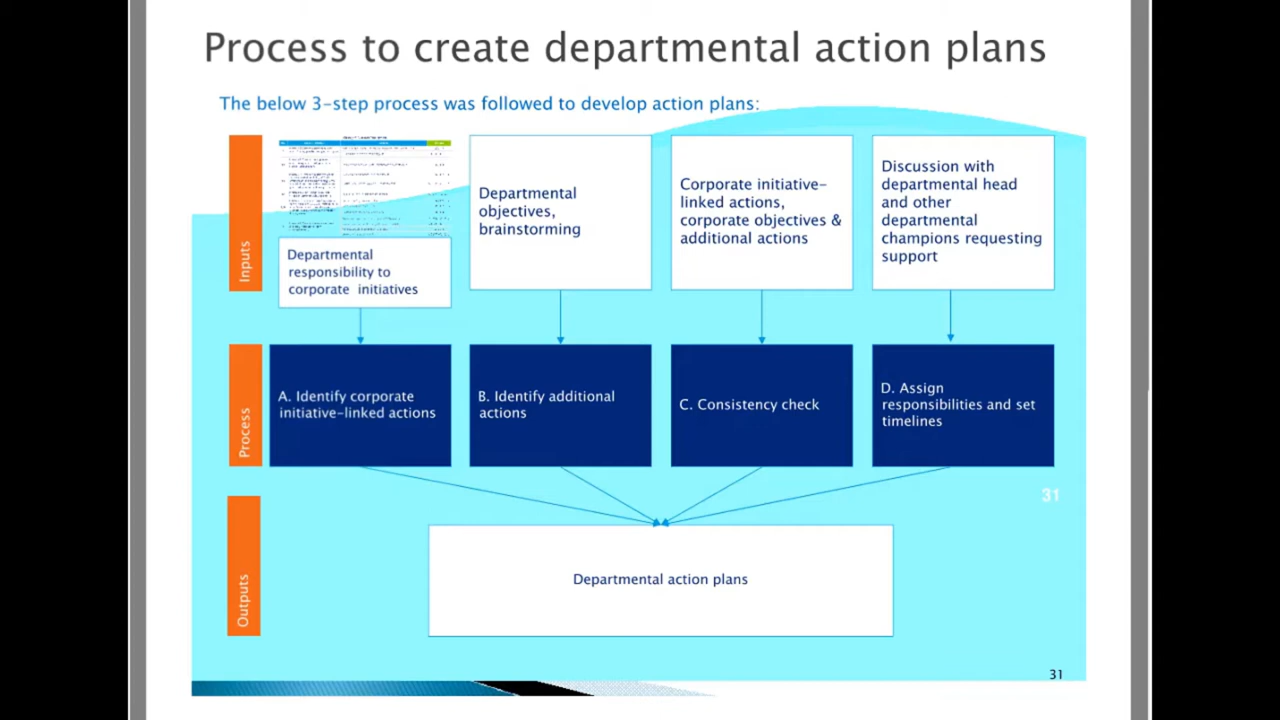 Process to create departmental action plans
The below 3-step process was followed to develop action plans:
Inputs
Departmental
responsibility to
corporate initiatives
Departmental
objectives,
brainstorming
Corporate initiative-
linked actions,
corporate objectives &
additional actions
Discussion with
departmental head
and other
departmental
champions requesting
support
Process
A. Identify corporate
initiative-linked actions
B. Identify additional
actions
C. Consistency check
D. Assign
responsibilities and set
timelines
31
Outputs
Departmental action plans
31